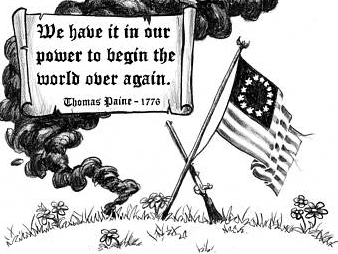 We have it in our
power to begin the
world over again.
Thomas Paine - 1776